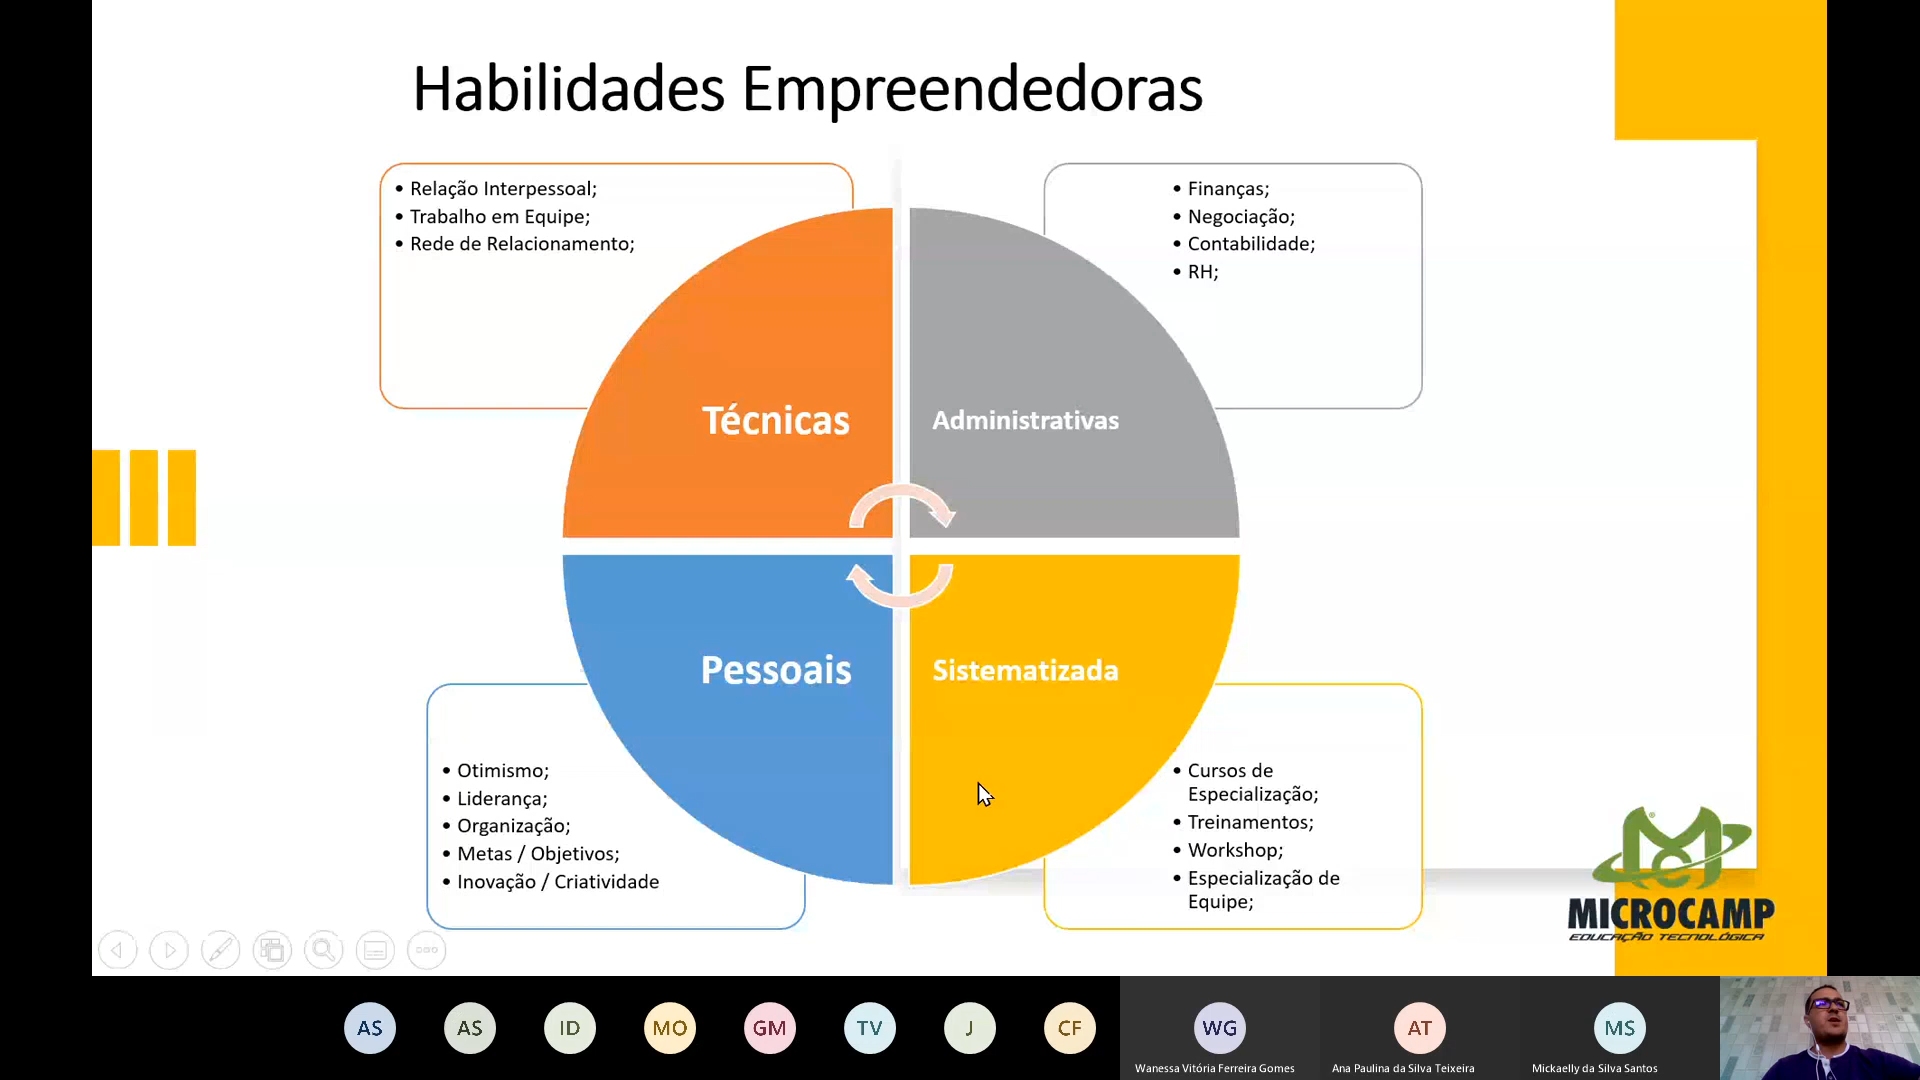 Habilidades Empreendedoras
• Relação Interpessoal;
• Trabalho em Equipe;
• Rede de Relacionamento;
• Finanças;
• Negociação;
• Contabilidade;
• RH;
Técnicas
Administrativas
Pessoais
Sistematizada
• Otimismo;
• Liderança;
• Organização;
• Metas / Objetivos;
• Inovação / Criatividade
• Cursos de
Especialização;
• Treinamentos;
• Workshop;
• Especialização de
Equipe;
MICROCAMP
EDUCAÇÃO TECNOLÓGICA
AS
AS
ID
MO
GM
TV
J
CF
WG
AT
MS
Wanessa Vitória Ferreira Gomes
Ana Paulina da Silva Teixeira
Mickaelly da Silva Santos